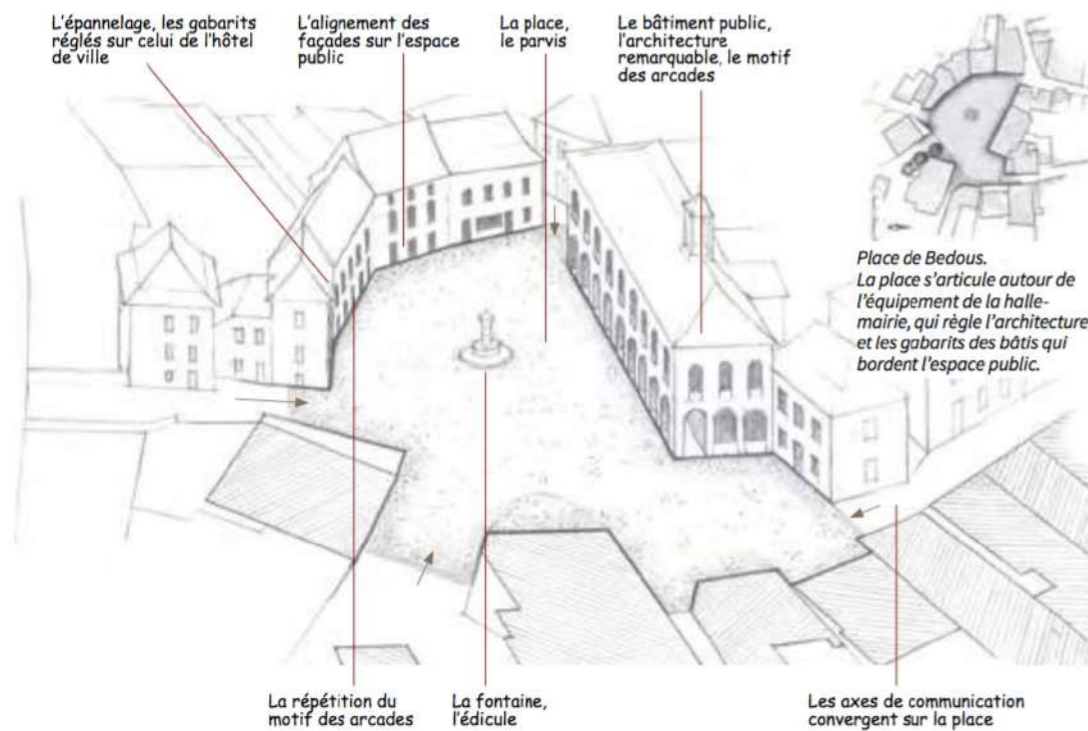 L'épannelage, les gabarits
réglés sur celui de l'hôtel
de ville
L'alignement des
façades sur l'espace
public
La place,
le parvis
Le bâtiment public,
l'architecture
remarquable, le motif
des arcades
Place de Bedous.
La place s'articule autour de
l'équipement de la halle-
mairie, qui règle l'architecture
et les gabarits des bâtis qui
bordent l'espace public.
La répétition du
motif des arcades
La fontaine,
l'édicule
Les axes de communication
convergent sur la place